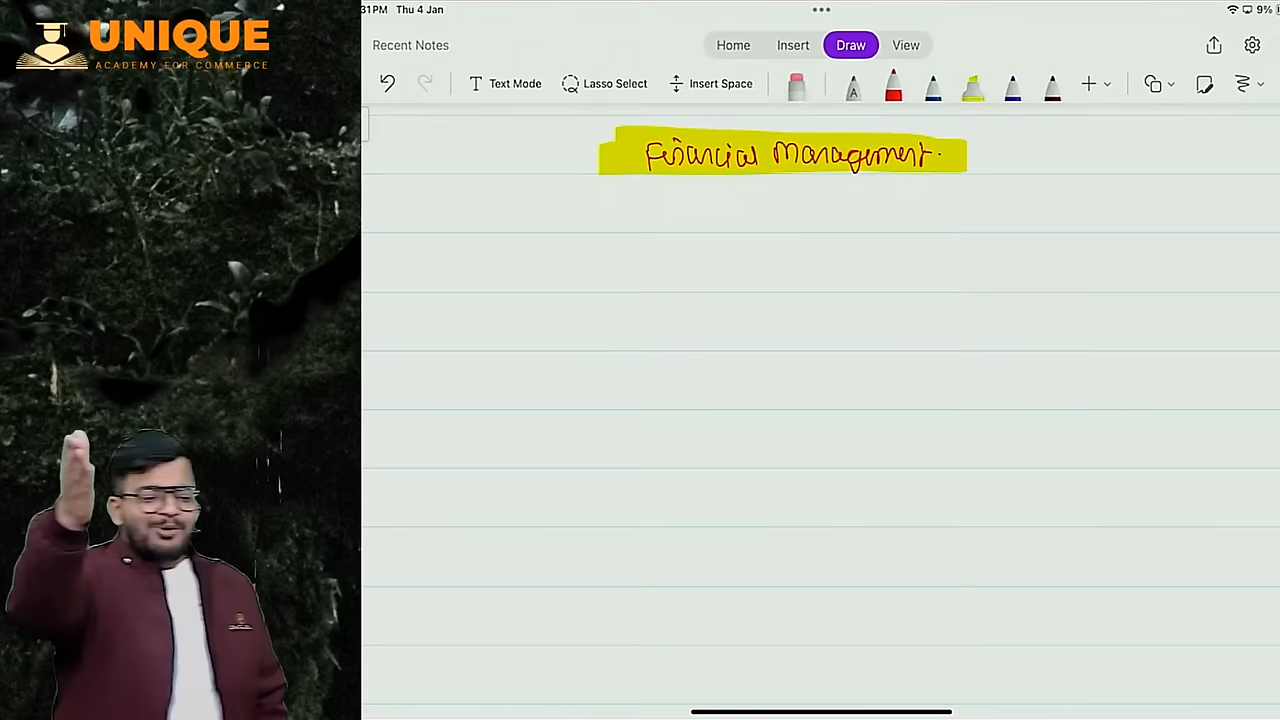 UNIQUE
ACADEMY FOR COMMERCE
31PM Thu 4 Jan
9%
Recent Notes
Home Insert Draw View
Text Mode Lasso Select Insert Space
A
Financial Management.